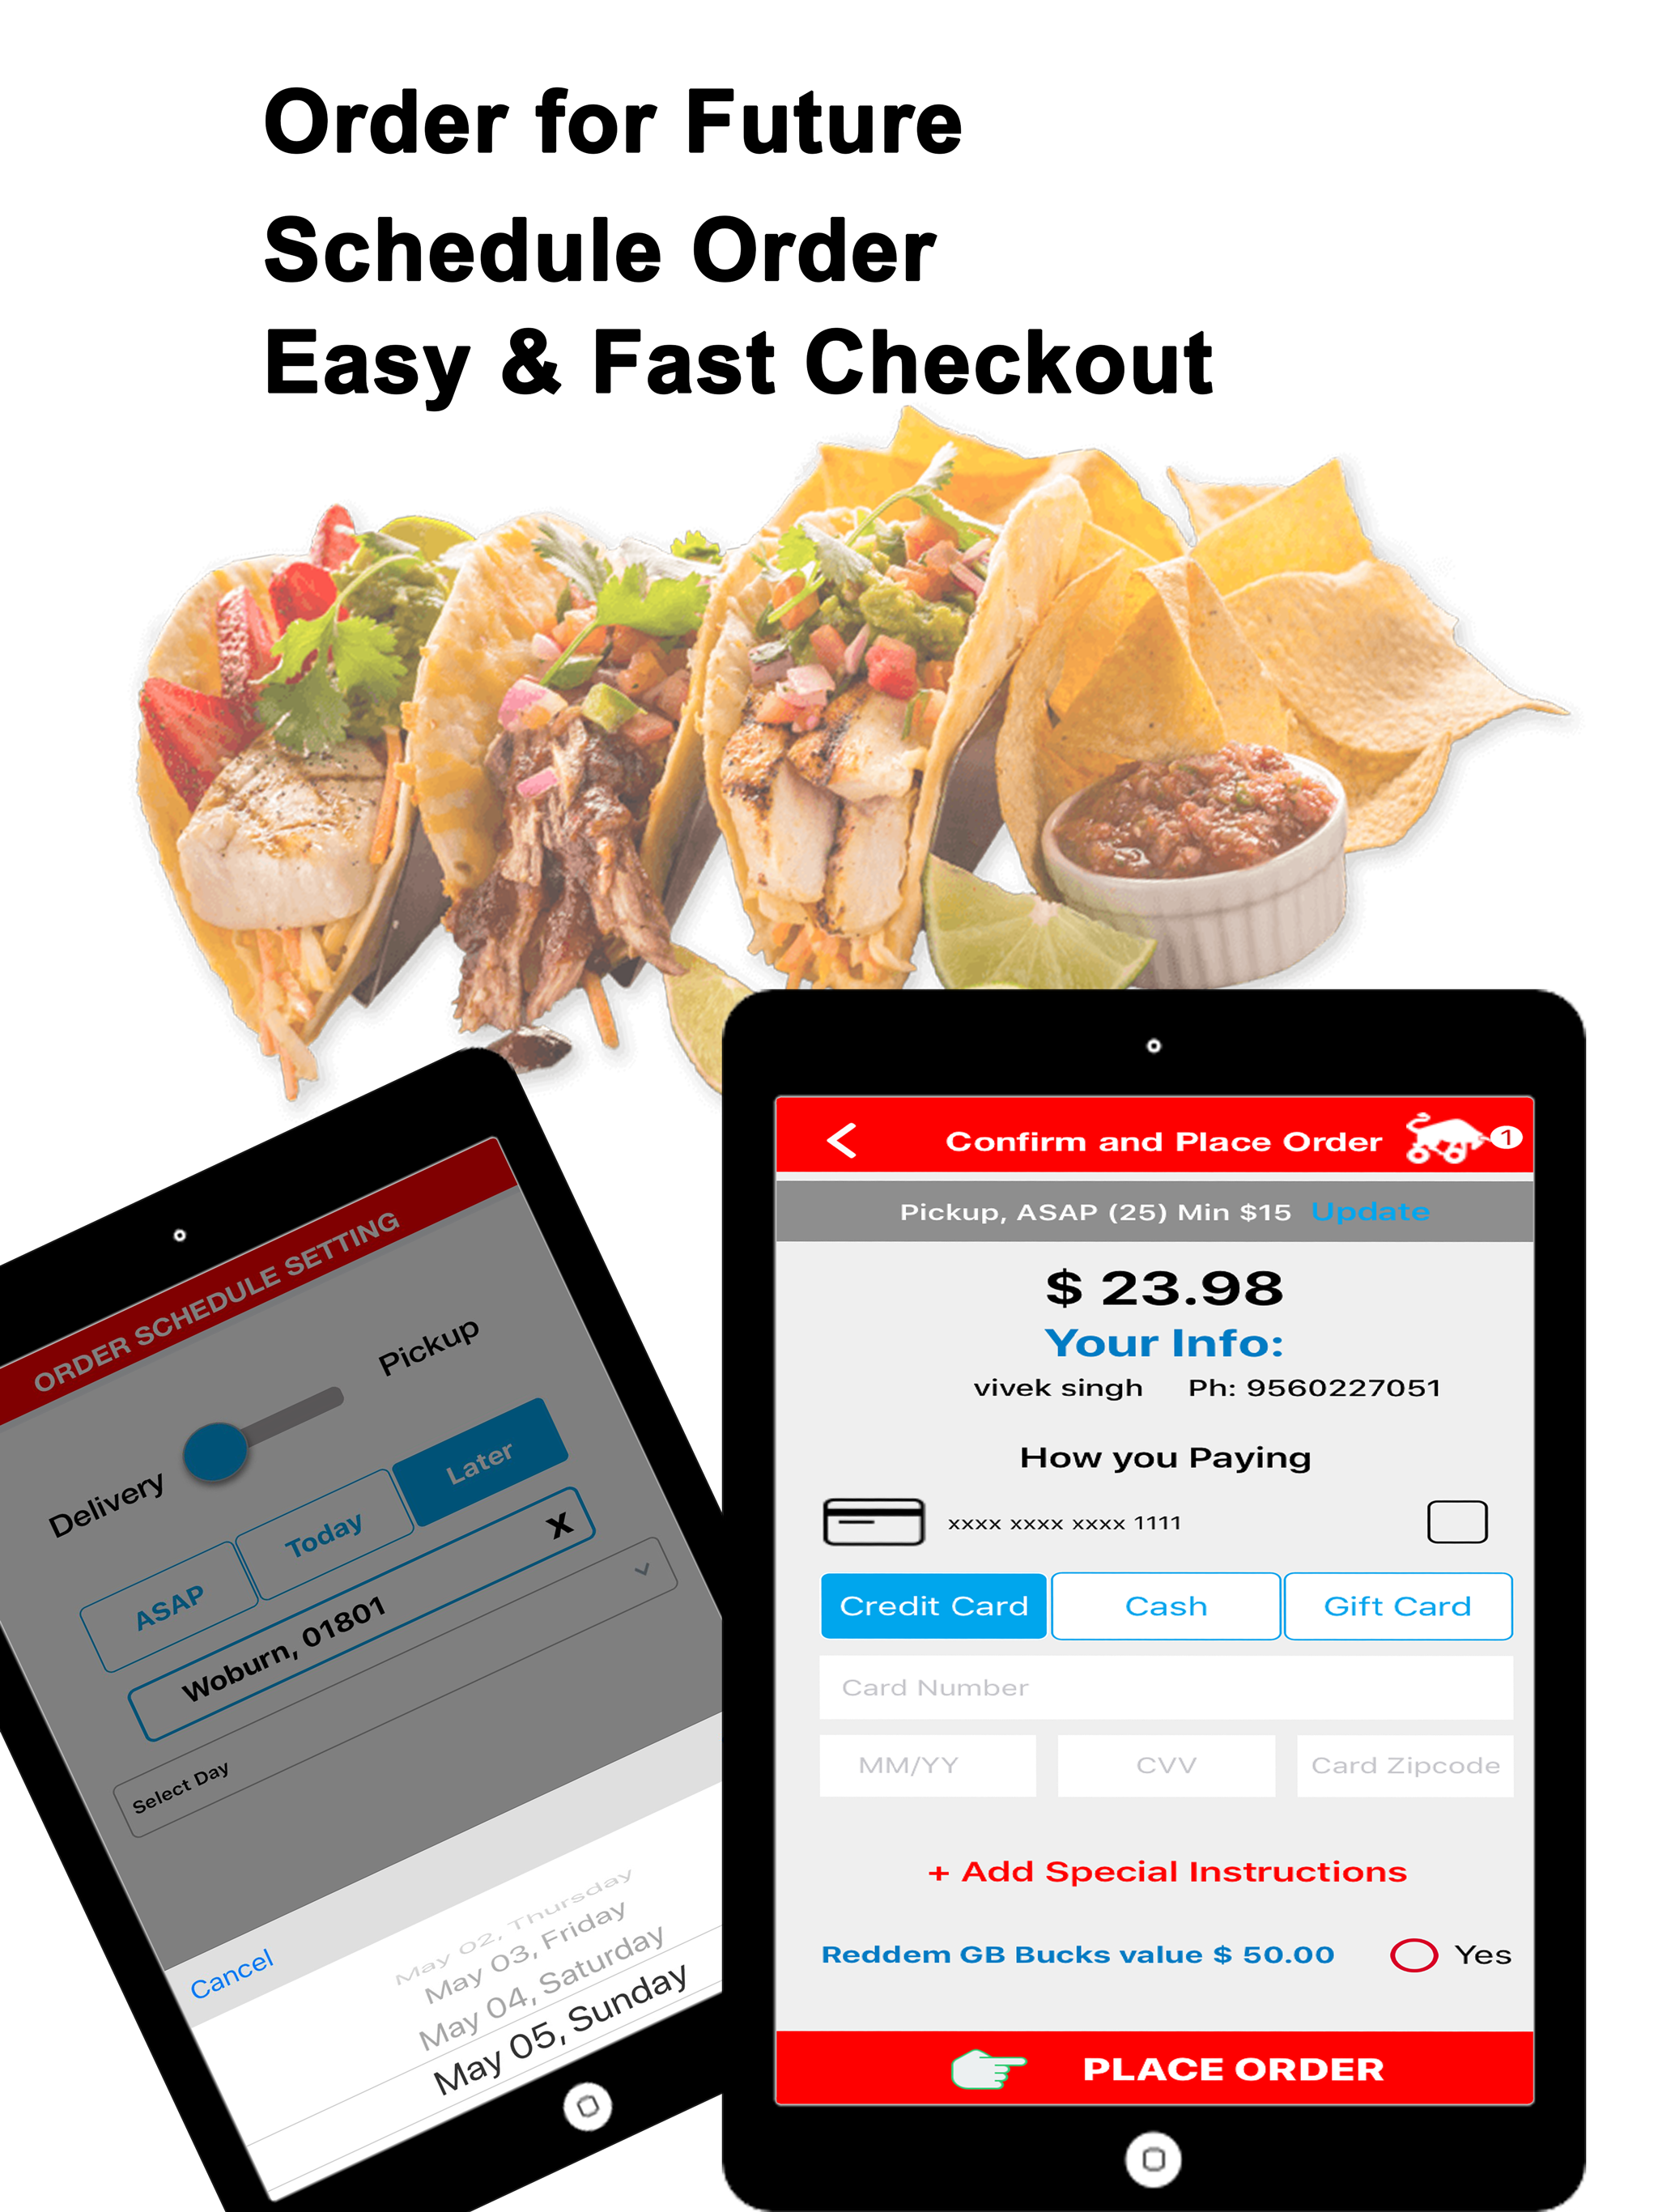 Order for Future
Schedule Order
Easy & Fast Checkout
ORDER SCHEDULE SETTING
Delivery
Pickup
ASAP
Today
Later
Woburn, 01801
X
Select Day
Cancel
May 02, Thursday
May 03, Friday
May 04, Saturday
May 05, Sunday
Confirm and Place Order
1
Pickup, ASAP (25) Min $15 Update
$ 23.98
Your Info:
vivek singh Ph: 9560227051
How you Paying
xxxx xxxx xxxx 1111
Credit Card Cash Gift Card
Card Number
MM/YY CVV Card Zipcode
+ Add Special Instructions
Reddem GB Bucks value $ 50.00 Yes
PLACE ORDER